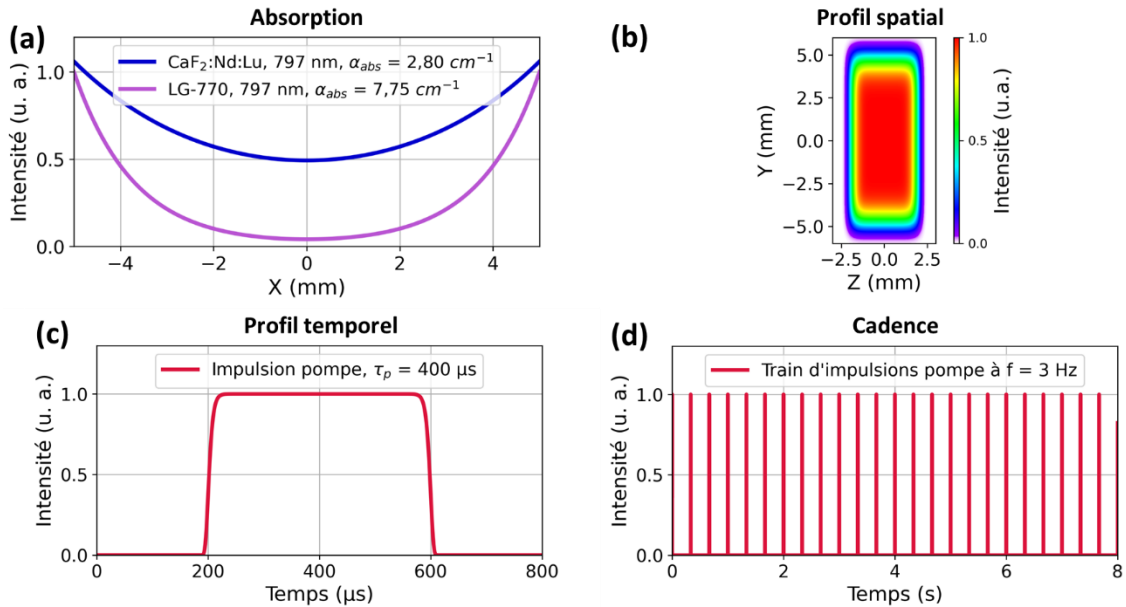 Absorption
(a)
CaF₂:Nd:Lu, 797 nm, α_abs = 2,80 cm⁻¹
LG-770, 797 nm, α_abs = 7,75 cm⁻¹
Intensité (u. a.)
1.0
0.5
0.0
−4 −2 0 2 4
X (mm)
Profil spatial
(b)
Y (mm)
5.0
2.5
0.0
−2.5
−5.0
−2.5 0.0 2.5
Z (mm)
1.0
0.5
0.0
Intensité (u.a.)
Profil temporel
(c)
Impulsion pompe, τ_p = 400 µs
Intensité (u. a.)
1.0
0.5
0.0
0 200 400 600 800
Temps (µs)
Cadence
(d)
Train d'impulsions pompe à f = 3 Hz
Intensité (u. a.)
1.0
0.5
0.0
0 2 4 6 8
Temps (s)